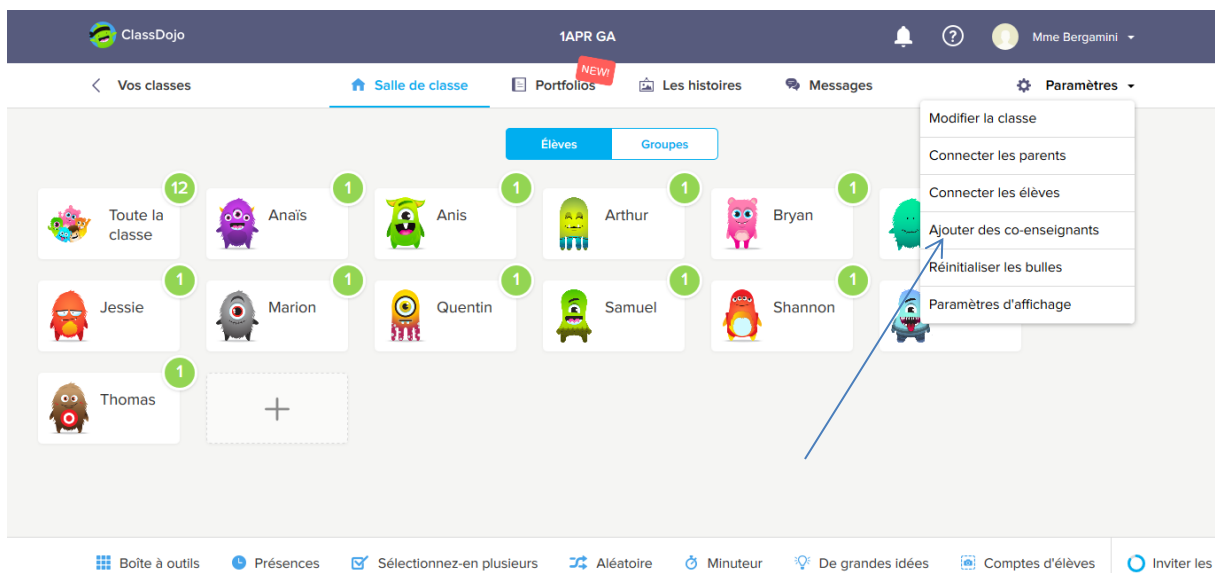 ClassDojo
1APR GA
Mme Bergamini
Vos classes
Salle de classe
Portfolios
NEW!
Les histoires
Messages
Paramètres
Modifier la classe
Connecter les parents
Connecter les élèves
Ajouter des co-enseignants
Réinitialiser les bulles
Paramètres d'affichage
Élèves
Groupes
12
Toute la
classe
1
Anaïs
1
Anis
1
Arthur
1
Bryan
1
Jessie
1
Marion
1
Quentin
1
Samuel
1
Shannon
1
Thomas
Boîte à outils
Présences
Sélectionnez-en plusieurs
Aléatoire
Minuteur
De grandes idées
Comptes d'élèves
Inviter les